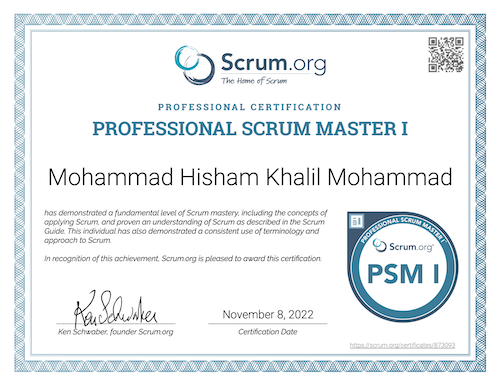 Scrum.org
The Home of Scrum
PROFESSIONAL CERTIFICATION
PROFESSIONAL SCRUM MASTER I
Mohammad Hisham Khalil Mohammad
has demonstrated a fundamental level of Scrum mastery, including the concepts of
applying Scrum, and proven an understanding of Scrum as described in the Scrum
Guide. This individual has also demonstrated a consistent use of terminology and
approach to Scrum.
In recognition of this achievement, Scrum.org is pleased to award this certification.
PROFESSIONAL SCRUM MASTER I
Scrum.org
PSM I
Ken Schwaber
November 8, 2022
Ken Schwaber, founder Scrum.org
Certification Date
https://scrum.org/certificates/873093